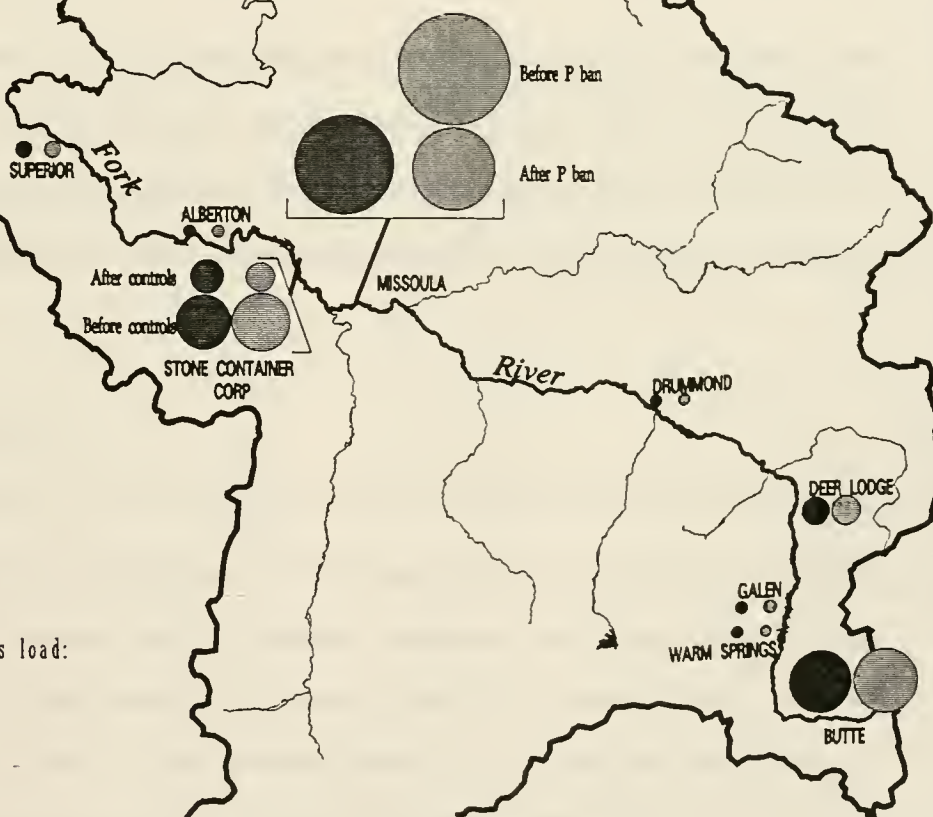 Before P ban
After P ban
SUPERIOR
Fork
ALBERTON
After controls
MISSOULA
Before controls
STONE CONTAINER
CORP
River
DRUMMOND
DEER LODGE
GALEN
WARM SPRINGS
s load:
BUTTE